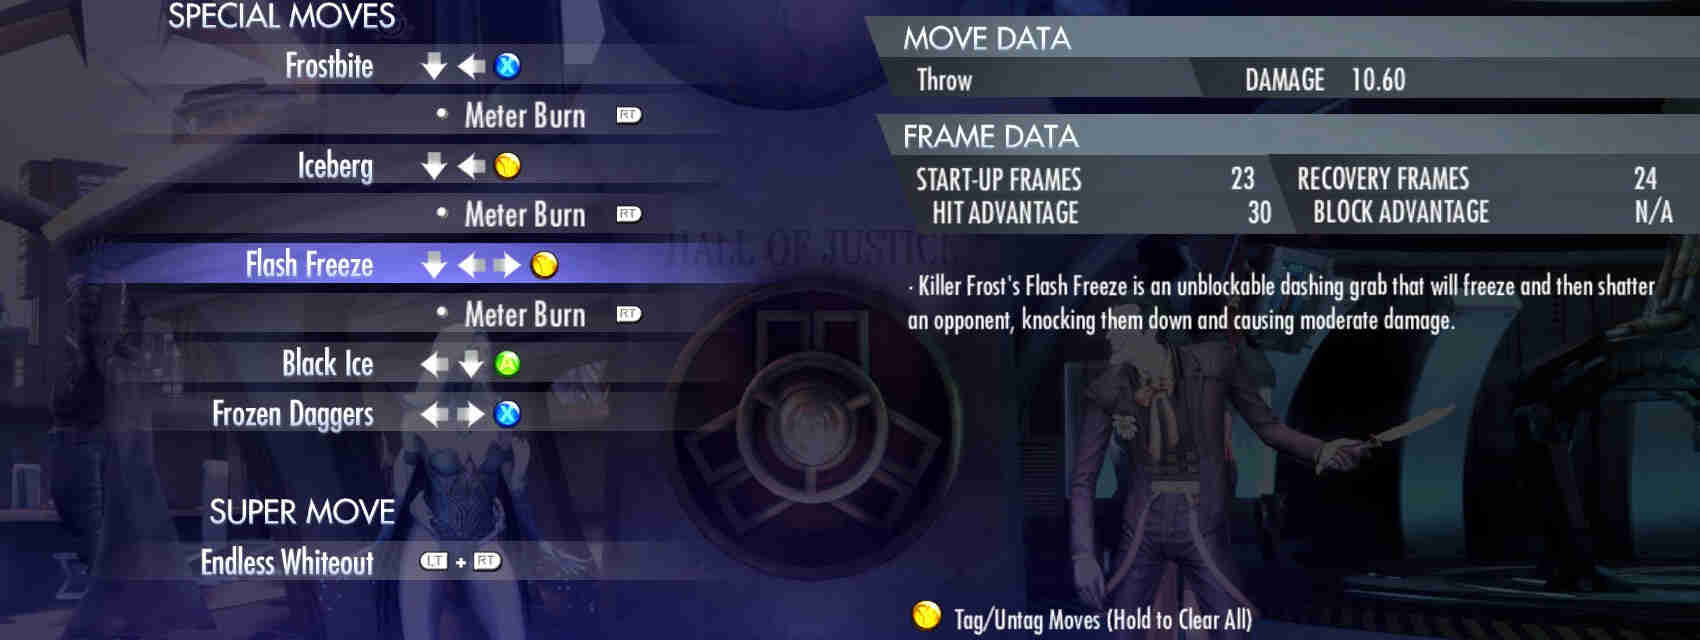 SPECIAL MOVES
Frostbite X
• Meter Burn RT
Iceberg Y
• Meter Burn RT
Flash Freeze Y
• Meter Burn RT
Black Ice A
Frozen Daggers X
SUPER MOVE
Endless Whiteout LT + RT
MOVE DATA
Throw DAMAGE 10.60
FRAME DATA
START-UP FRAMES 23 RECOVERY FRAMES 24
HIT ADVANTAGE 30 BLOCK ADVANTAGE N/A
HALL OF JUSTICE
· Killer Frost's Flash Freeze is an unblockable dashing grab that will freeze and then shatter
an opponent, knocking them down and causing moderate damage.
Y Tag/Untag Moves (Hold to Clear All)